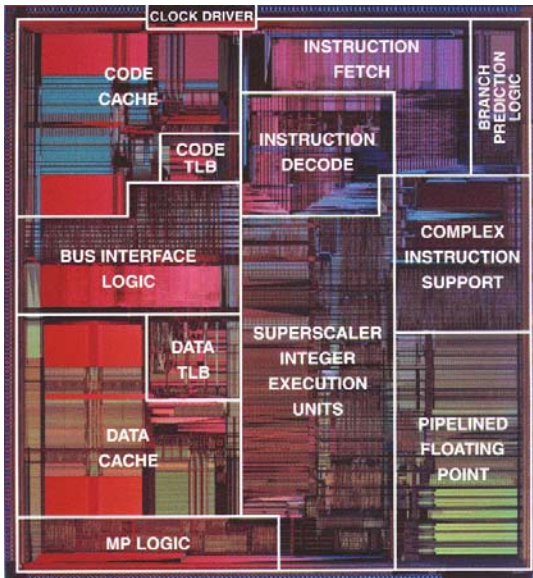 CLOCK DRIVER
CODE
CACHE
CODE
TLB
INSTRUCTION
FETCH
BRANCH
PREDICTION
LOGIC
INSTRUCTION
DECODE
BUS INTERFACE
LOGIC
COMPLEX
INSTRUCTION
SUPPORT
DATA
TLB
SUPERSCALER
INTEGER
EXECUTION
UNITS
DATA
CACHE
PIPELINED
FLOATING
POINT
MP LOGIC